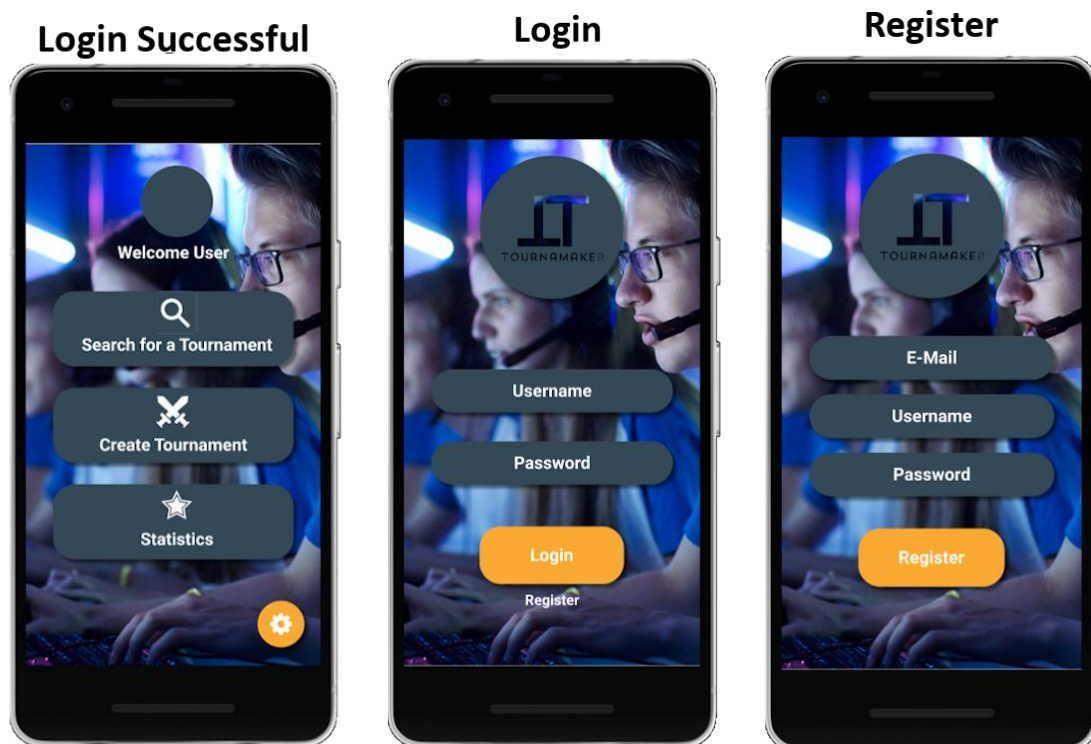 Login Successful
Welcome User
Search for a Tournament
Create Tournament
Statistics
Login
TOURNAMAKER
Username
Password
Login
Register
Register
TOURNAMAKER
E-Mail
Username
Password
Register